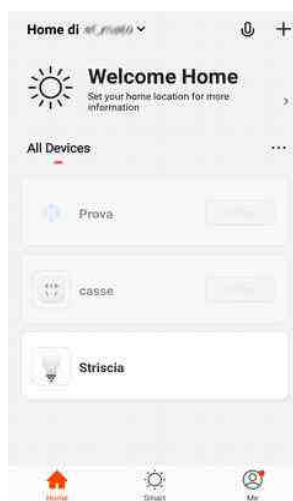 Home di
Welcome Home
Set your home location for more
information
All Devices
Prova
casse
Striscia
Home
Smart
Me